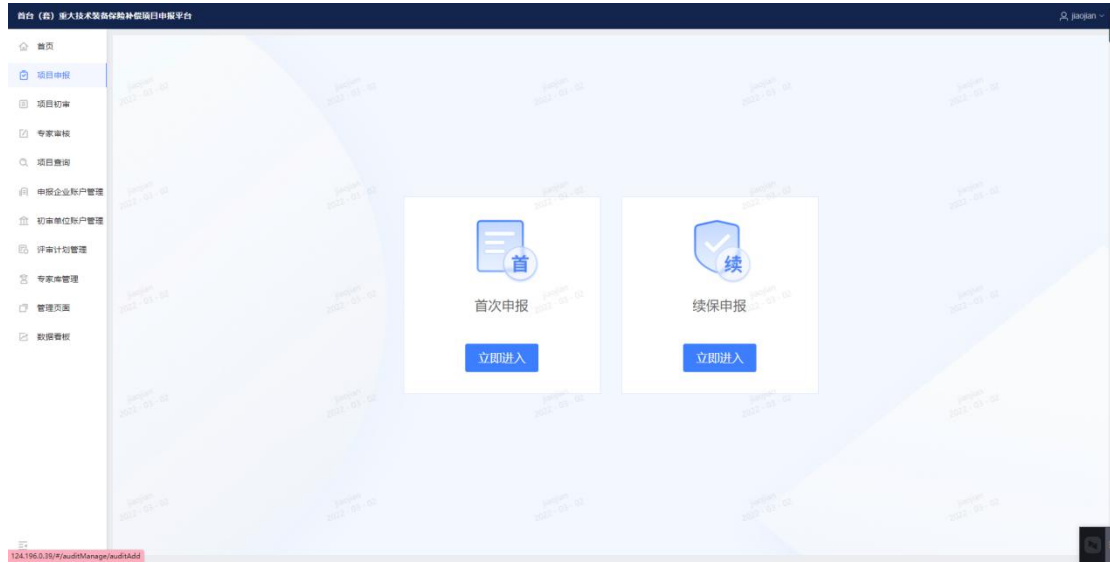 首台（套）重大技术装备保险补偿项目申报平台
jiaojian
首页
项目申报
项目初审
专家审核
项目查询
申报企业账户管理
初审单位账户管理
评审计划管理
专家库管理
管理页面
数据看板
首
首次申报
立即进入
续
续保申报
立即进入
124.196.0.39/#/auditManage/auditAdd